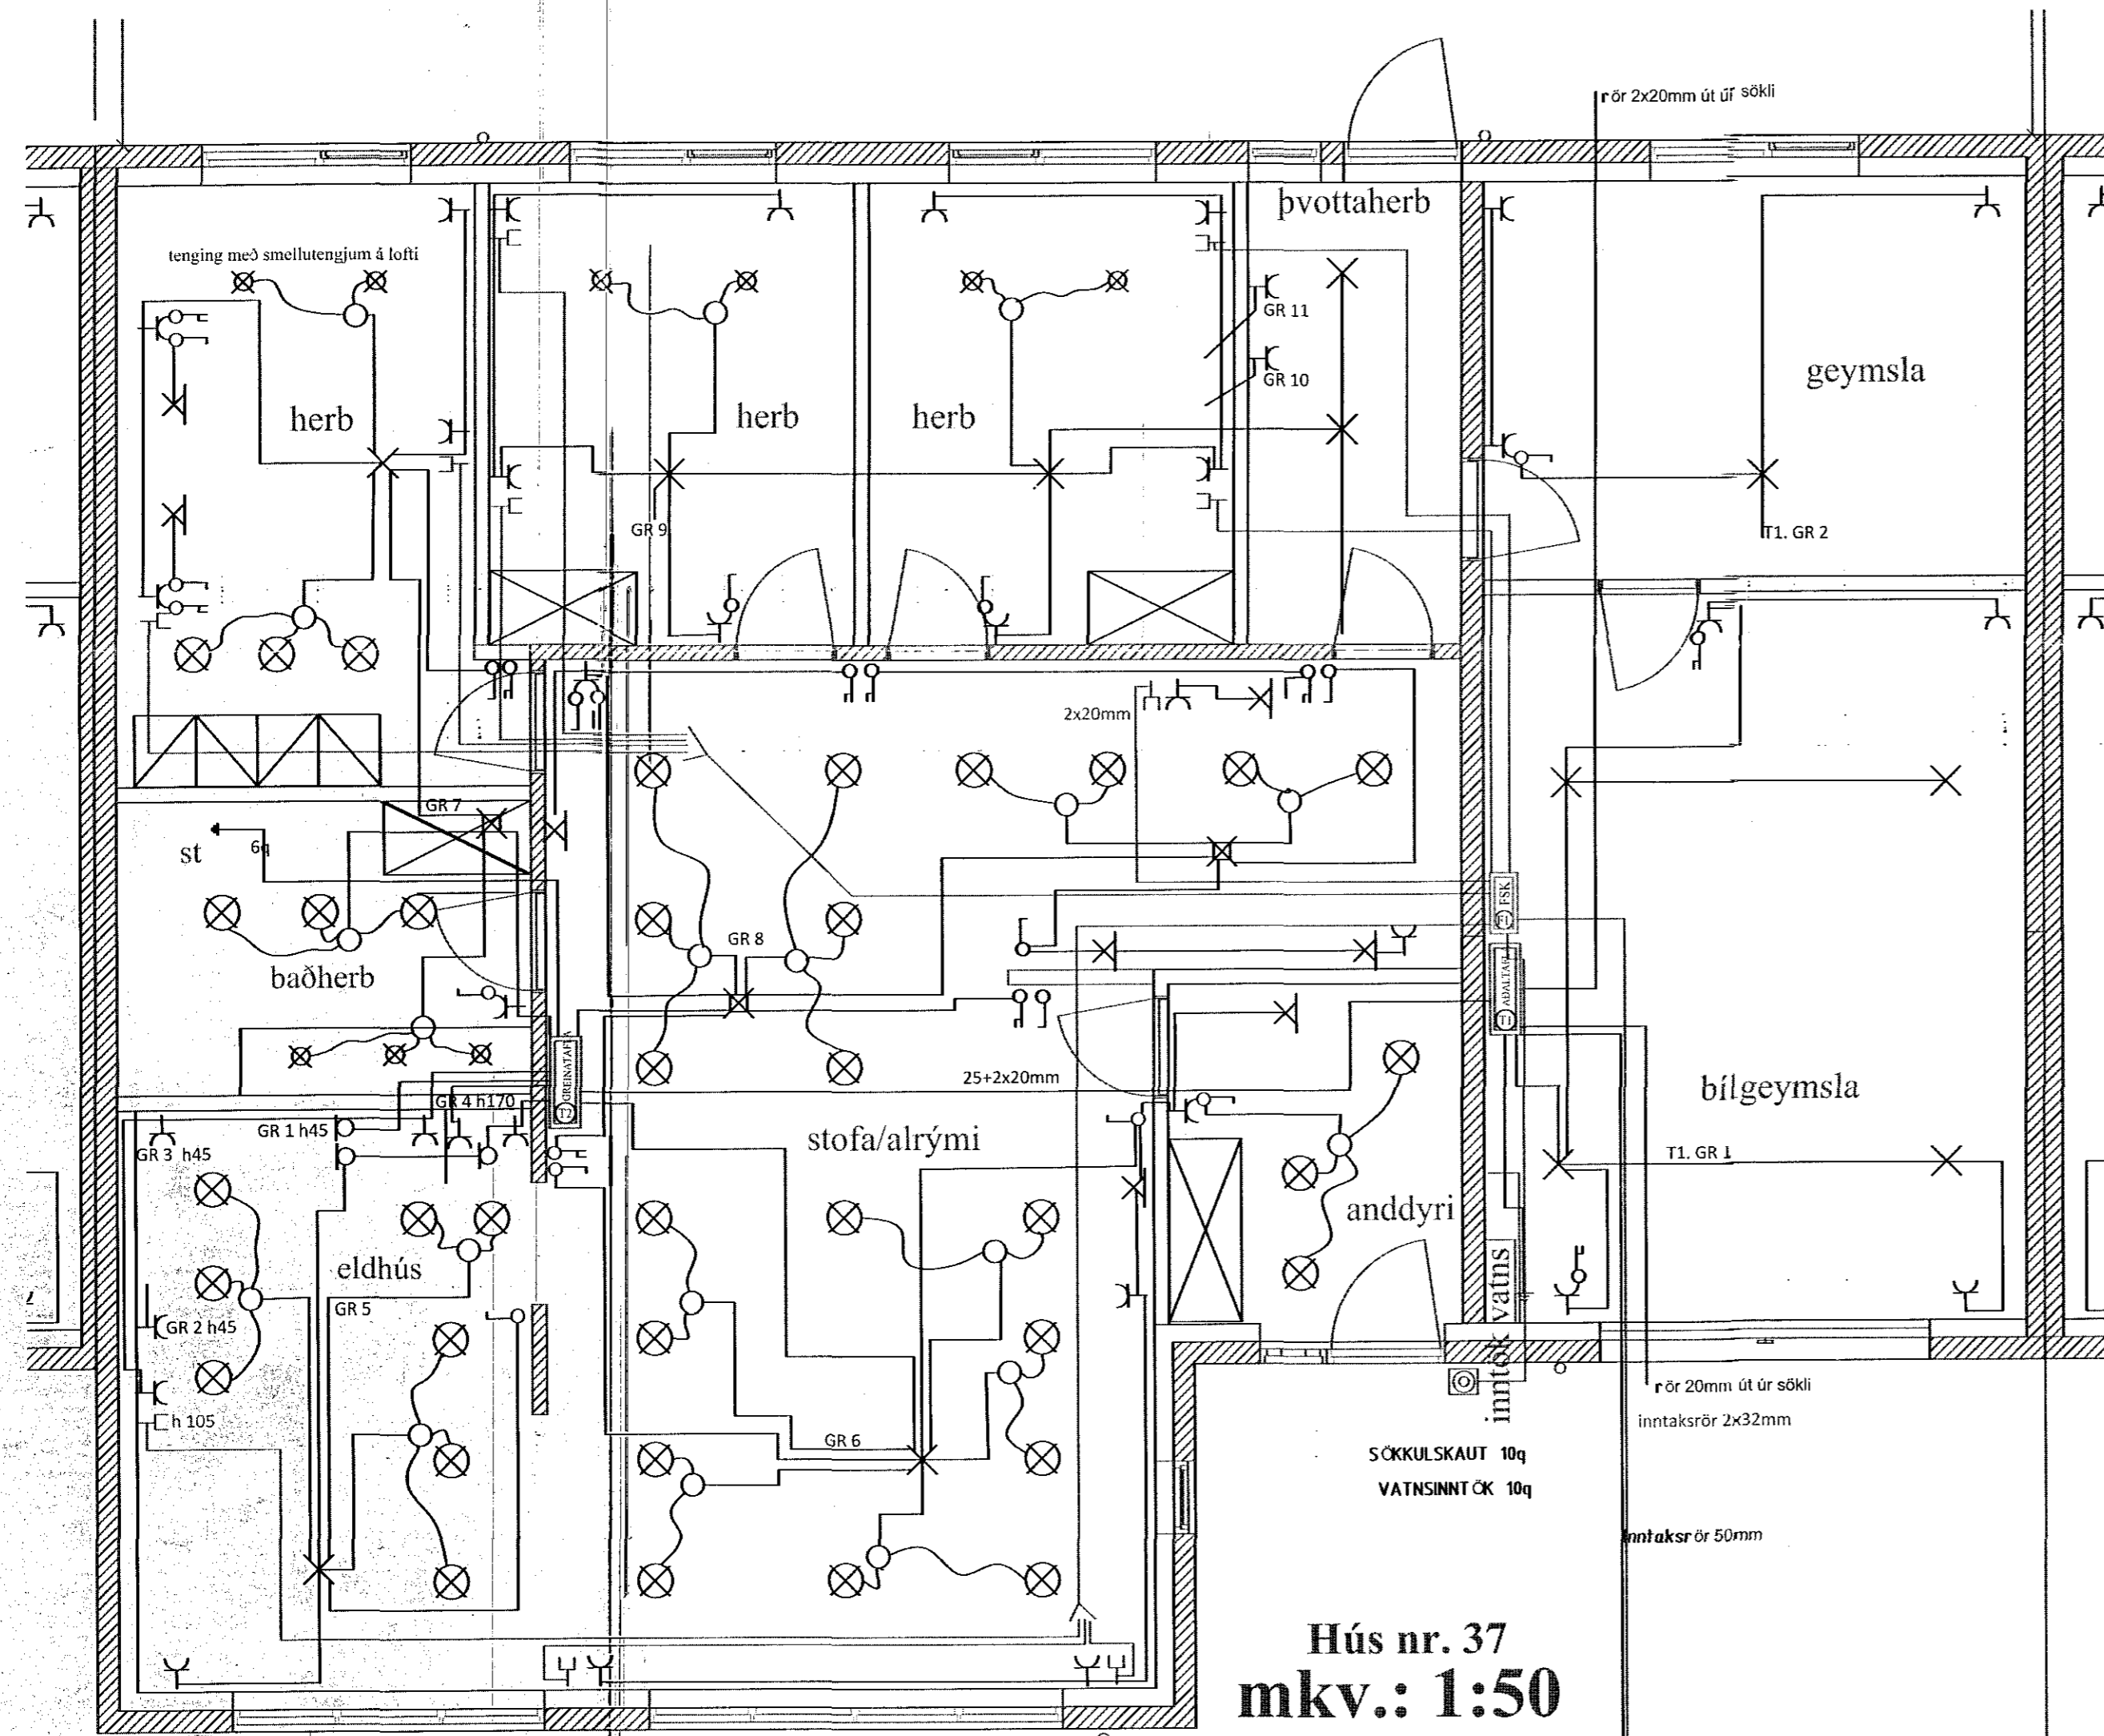 rör 2x20mm út úr sökli
þvottaherb
tenging með smellutengjum á lofti
GR 11
GR 10
geymsla
herb
herb
herb
GR 9
T1. GR 2
2x20mm
GR 7
st
6q
FSK
F1
GR 8
baðherb
AÐALTAFL
T1
GREINATAFLA
T2
25+2x20mm
bílgeymsla
GR 4 h170
GR 1 h45
GR 3 h45
stofa/alrými
T1. GR 1
anddyri
eldhús
GR 5
GR 2 h45
inntök vatns
h 105
rör 20mm út úr sökli
inntaksrör 2x32mm
GR 6
SÖKKULSKAUT 10q
VATNSINNTÖK 10q
inntaksrör 50mm
Hús nr. 37
mkv.: 1:50